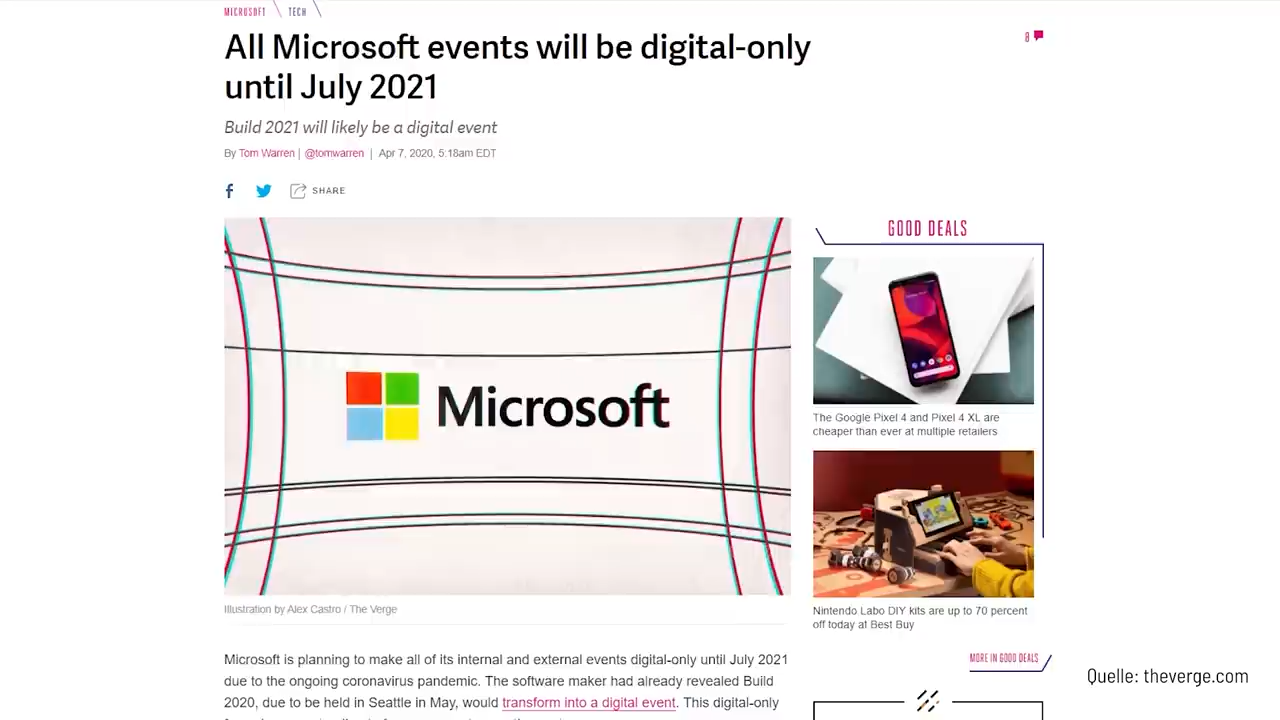 MICROSOFT TECH
All Microsoft events will be digital-only
until July 2021
8
Build 2021 will likely be a digital event
By Tom Warren | @tomwarren | Apr 7, 2020, 5:18am EDT
SHARE
Microsoft
Illustration by Alex Castro / The Verge
Microsoft is planning to make all of its internal and external events digital-only until July 2021
due to the ongoing coronavirus pandemic. The software maker had already revealed Build
2020, due to be held in Seattle in May, would transform into a digital event. This digital-only
GOOD DEALS
The Google Pixel 4 and Pixel 4 XL are
cheaper than ever at multiple retailers
Nintendo Labo DIY kits are up to 70 percent
off today at Best Buy
MORE IN GOOD DEALS
Quelle: theverge.com